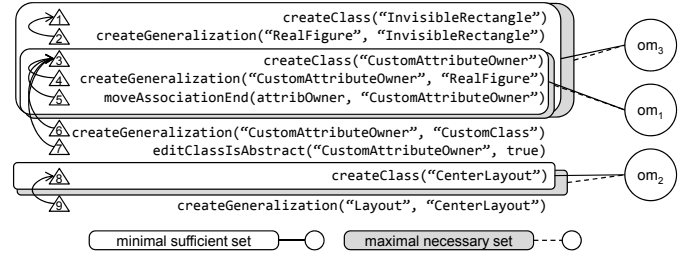 1 createClass(“InvisibleRectangle”)
2 createGeneralization(“RealFigure”, “InvisibleRectangle”)
3 createClass(“CustomAttributeOwner”)
4 createGeneralization(“CustomAttributeOwner”, “RealFigure”)
5 moveAssociationEnd(attribOwner, “CustomAttributeOwner”)
6 createGeneralization(“CustomAttributeOwner”, “CustomClass”)
7 editClassIsAbstract(“CustomAttributeOwner”, true)
8 createClass(“CenterLayout”)
9 createGeneralization(“Layout”, “CenterLayout”)
om3
om1
om2
minimal sufficient set maximal necessary set